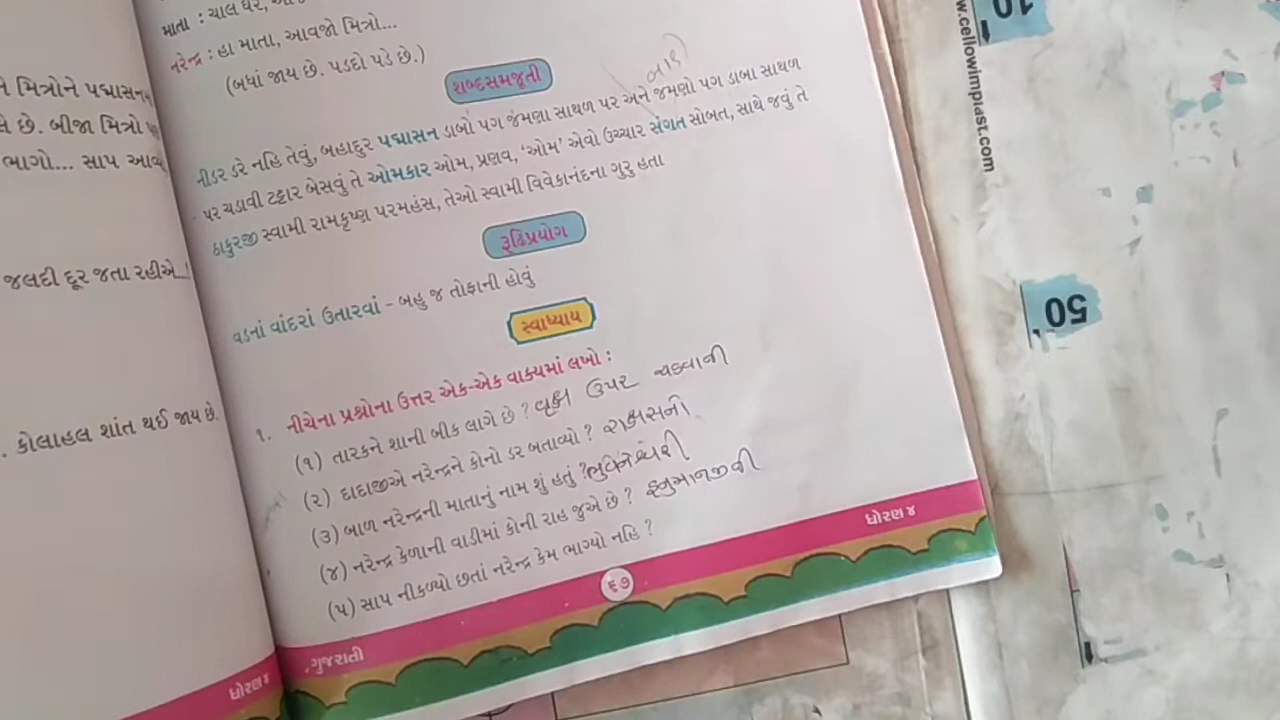 માતા : ચાલ ઘરે,
નરેન્દ્ર : હા માતા, આવજો મિત્રો...
(બધાં જાય છે. પડદો પડે છે.)
શબ્દસમજૂતી
નીડર ડરે નહિ તેવું, બહાદુર પદ્માસન ડાબો પગ જમણા સાથળ પર અને જમણો પગ ડાબા સાથળ
પર ચડાવી ટટ્ટાર બેસવું તે ઓમકાર ઓમ, પ્રણવ, ‘ઓમ’ એવો ઉચ્ચાર સંગત સોબત, સાથે જવું તે
ઠાકુરજી સ્વામી રામકૃષ્ણ પરમહંસ, તેઓ સ્વામી વિવેકાનંદના ગુરુ હતા
રૂઢિપ્રયોગ
વડનાં વાંદરાં ઉતારવાં - બહુ જ તોફાની હોવું
સ્વાધ્યાય
૧. નીચેના પ્રશ્નોના ઉત્તર એક-એક વાક્યમાં લખો :
(૧) તારકને શાની બીક લાગે છે ? વૃક્ષ ઉપર ચડવાની
(૨) દાદાજીએ નરેન્દ્રને કોનો ડર બતાવ્યો ? રાક્ષસનો
(૩) બાળ નરેન્દ્રની માતાનું નામ શું હતું ? ભુવનેશ્વરી
(૪) નરેન્દ્ર કેળાની વાડીમાં કોની રાહ જુએ છે ? હનુમાનજીની
(૫) સાપ નીકળ્યો છતાં નરેન્દ્ર કેમ ભાગ્યો નહિ ?
ગુજરાતી
૬૭
ધોરણ ૪
મિત્રોને પદ્માસન
છે. બીજા મિત્રો
ભાગો... સાપ
જલદી દૂર જતા રહીએ...!
. કોલાહલ શાંત થઈ જાય છે.
ધોરણ ૪
w.cellowimplast.com
10
50